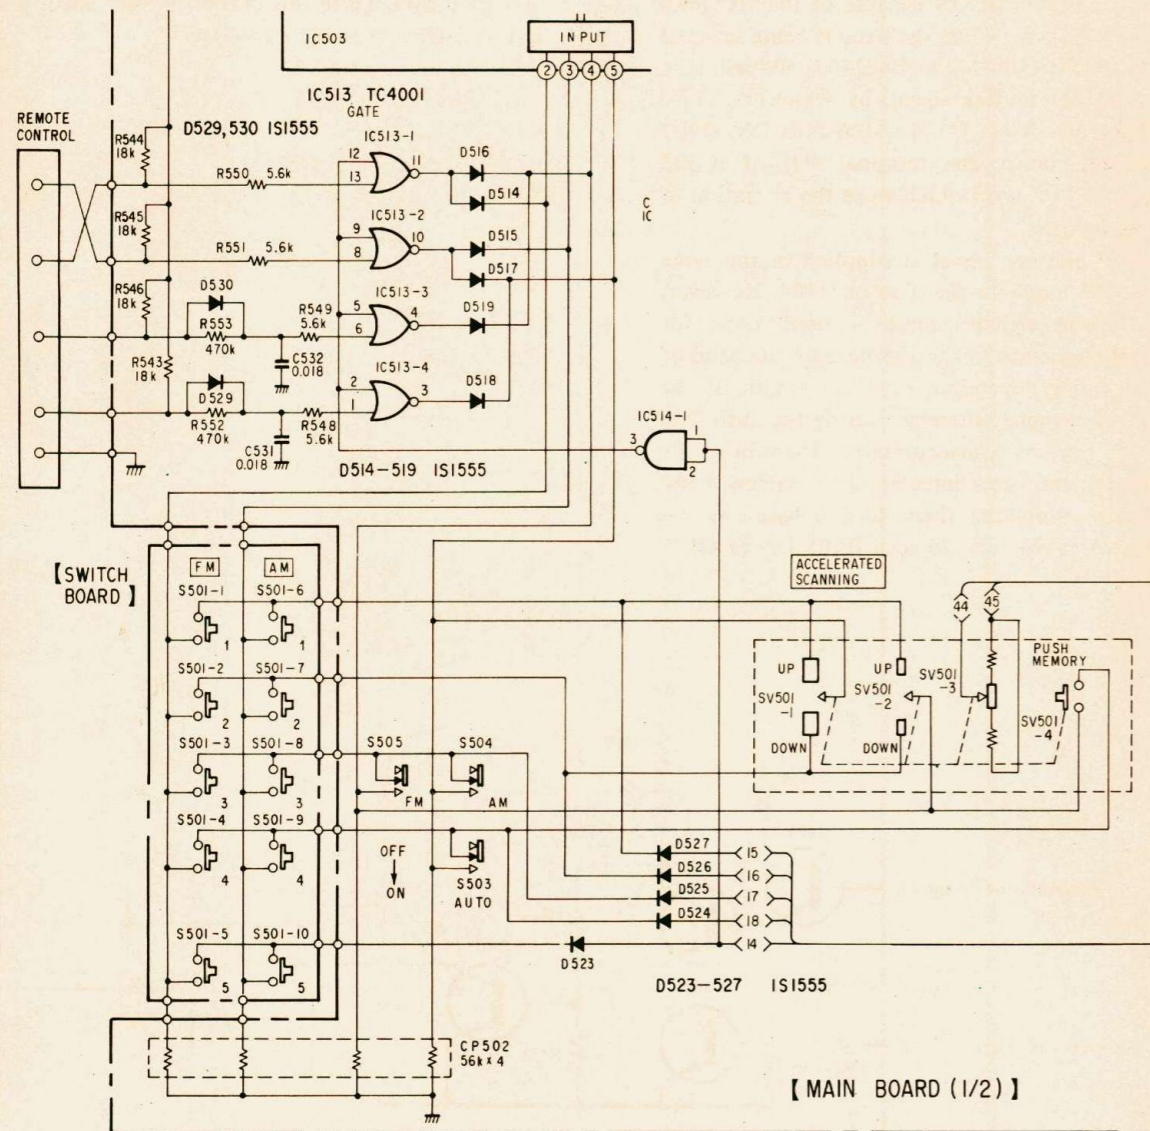 IC503
INPUT
2 3 4 5
IC513 TC4001
GATE
REMOTE
CONTROL
D529,530 1S1555
R544
18k
IC513-1
R550 5.6k
12
13
11
D516
D514
R545
18k
C
IC
IC513-2
R551 5.6k
9
8
10
D515
D517
R546
18k
D530
R553
470k
R549
5.6k
IC513-3
5
6
4
D519
C532
0.018
R543
18k
IC513-4
2
1
3
D518
D529
R552
470k
R548
5.6k
C531
0.018
IC514-1
3
1
2
D514-519 1S1555
【SWITCH
BOARD】
FM
AM
ACCELERATED
SCANNING
S501-1
S501-6
1
1
44
45
S501-2
S501-7
2
2
UP
UP
PUSH
MEMORY
SV501
-1
SV501
-2
SV501
-3
SV501
-4
DOWN
DOWN
S501-3
S501-8
3
3
S505
FM
S504
AM
S501-4
S501-9
4
4
OFF
ON
S503
AUTO
D527
15
D526
16
D525
17
D524
18
14
S501-5
S501-10
5
5
D523
D523-527 1S1555
CP502
56k×4
【MAIN BOARD (1/2)】